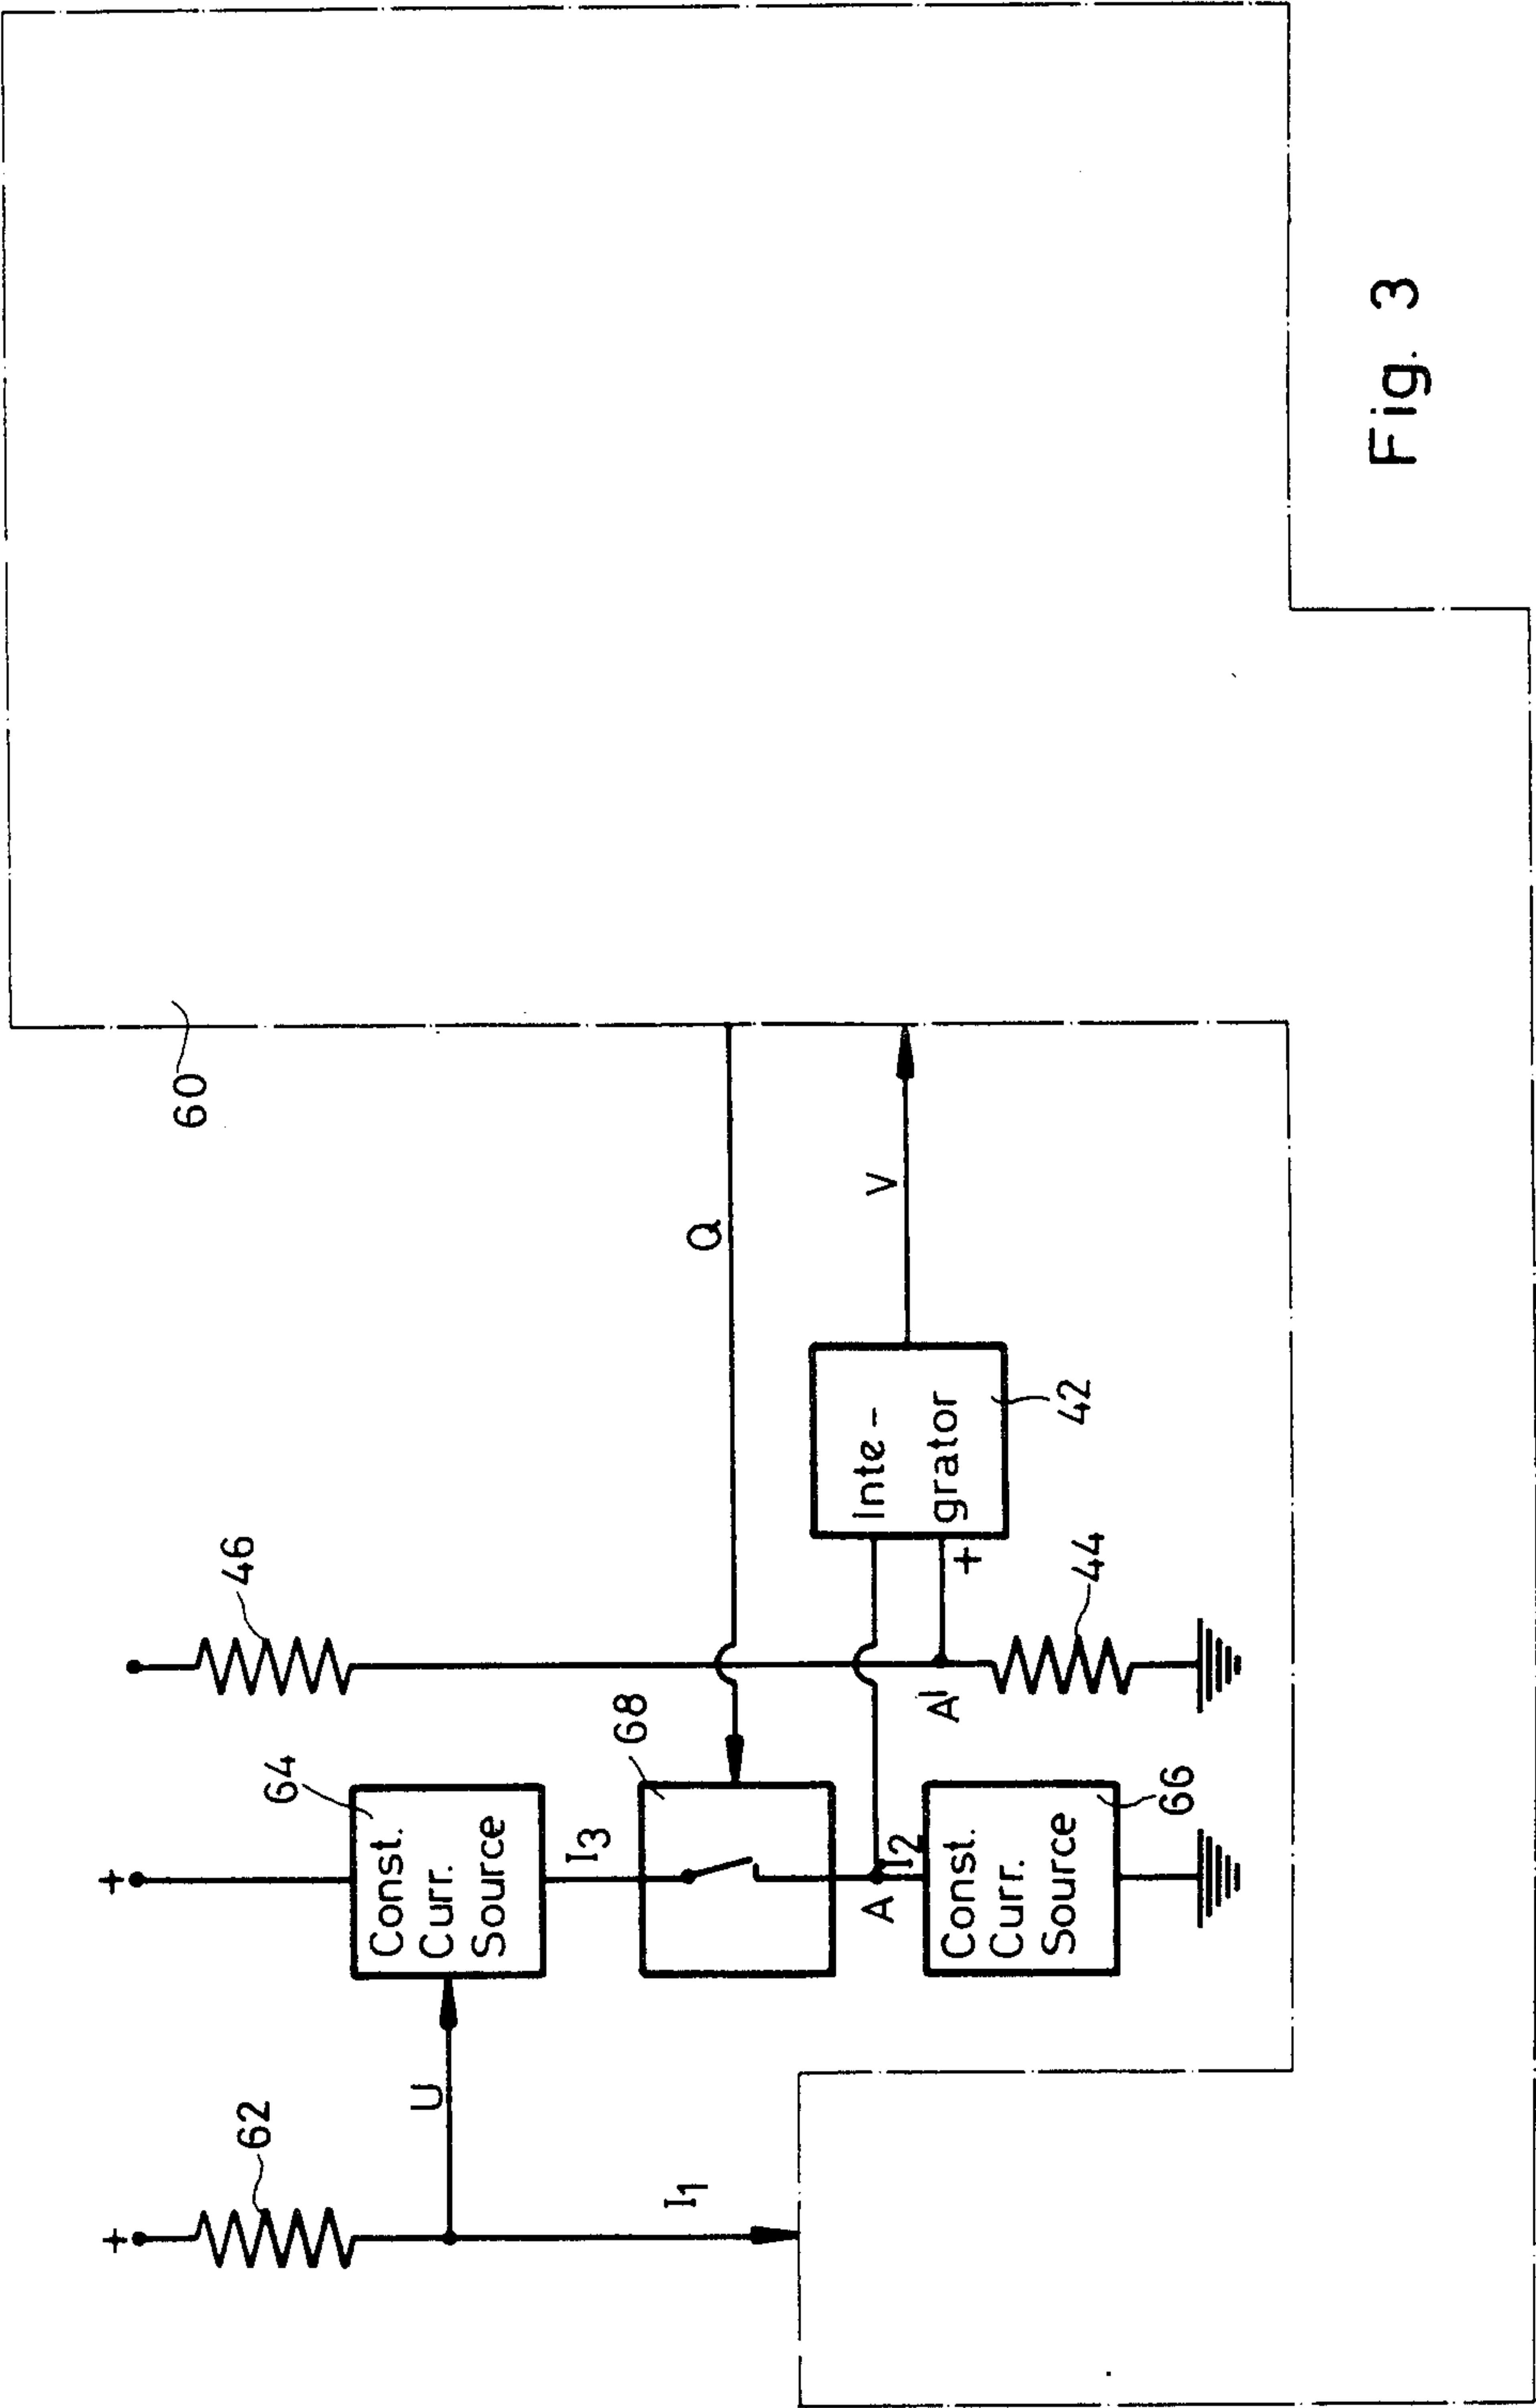 60
46
64
62
+
+
Const.
Curr.
Source
U
I3
68
Q
I1
A
I2
A'
V
Inte-
grator
+
42
Const.
Curr.
Source
66
44
Fig. 3